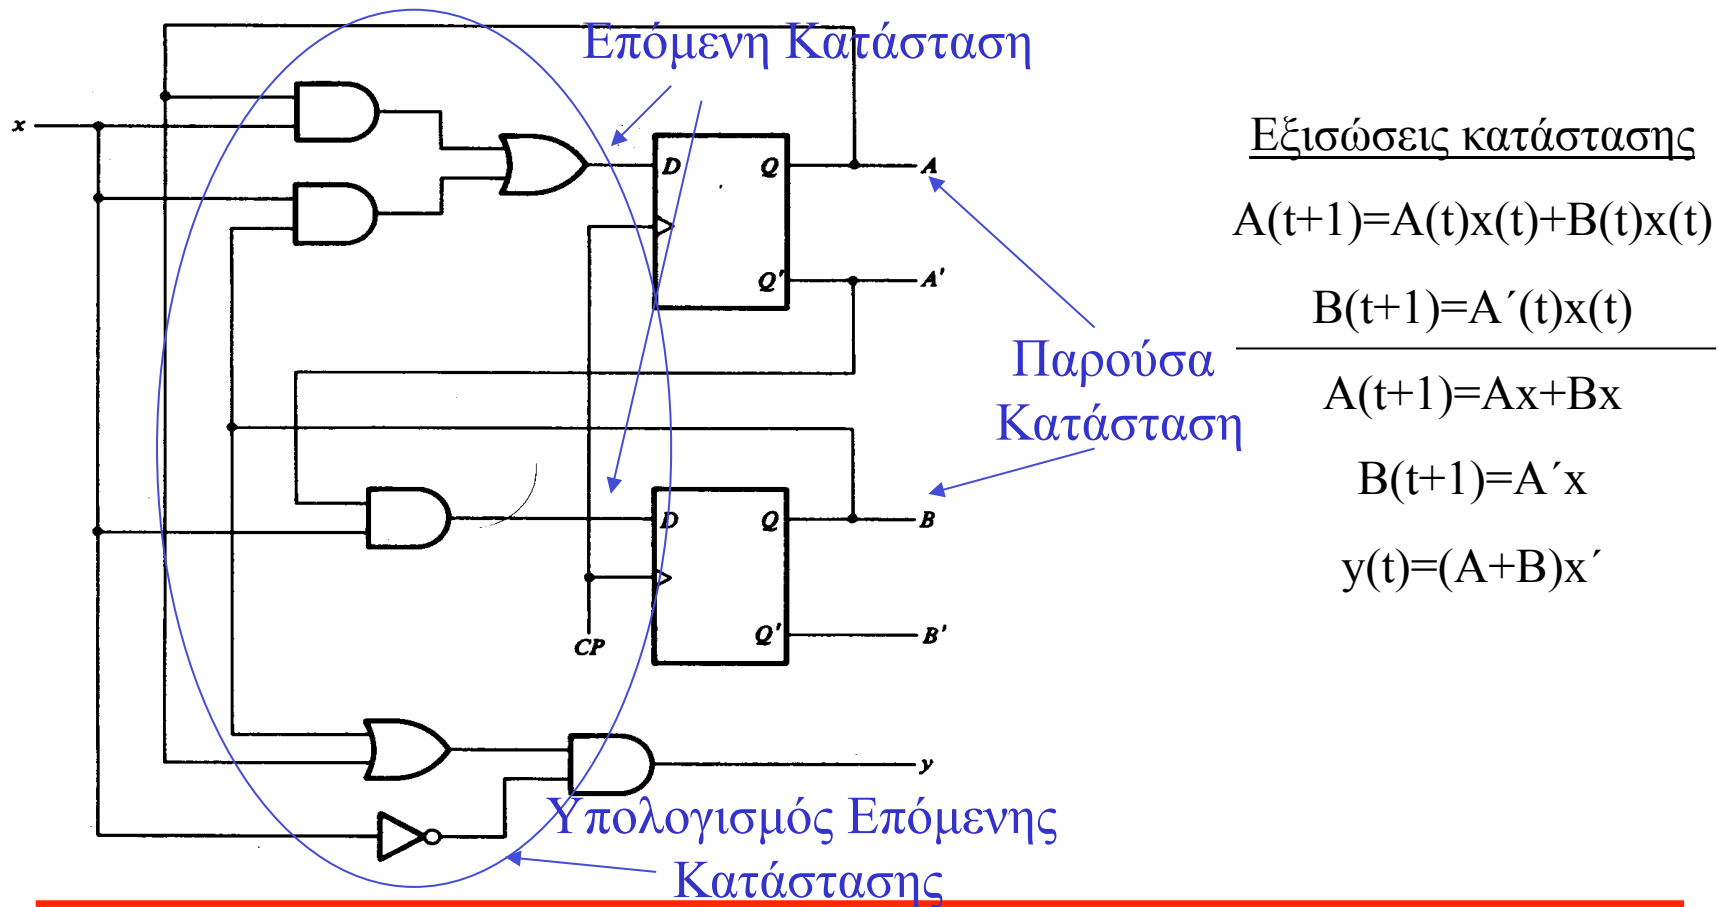 Επόμενη Κατάσταση
x
D
Q
A
Q'
A'
Παρούσα
Κατάσταση
D
Q
B
Q'
B'
CP
y
Υπολογισμός Επόμενης
Κατάστασης
Εξισώσεις κατάστασης
A(t+1)=A(t)x(t)+B(t)x(t)
B(t+1)=A΄(t)x(t)
A(t+1)=Ax+Bx
B(t+1)=A΄x
y(t)=(A+B)x΄